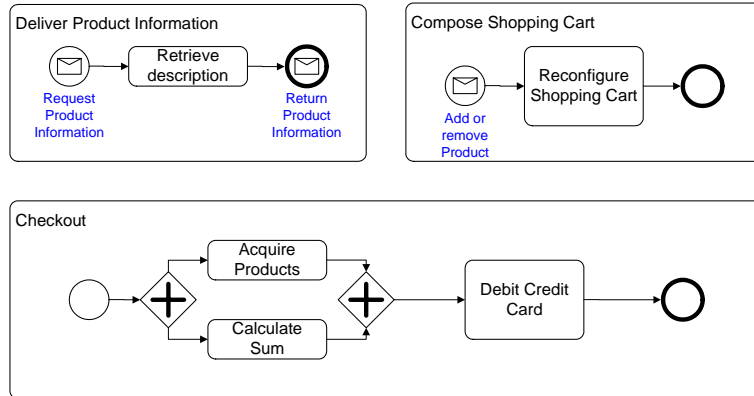 Deliver Product Information
Retrieve
description
Request
Product
Information
Return
Product
Information
Compose Shopping Cart
Reconfigure
Shopping Cart
Add or
remove
Product
Checkout
Acquire
Products
Calculate
Sum
Debit Credit
Card